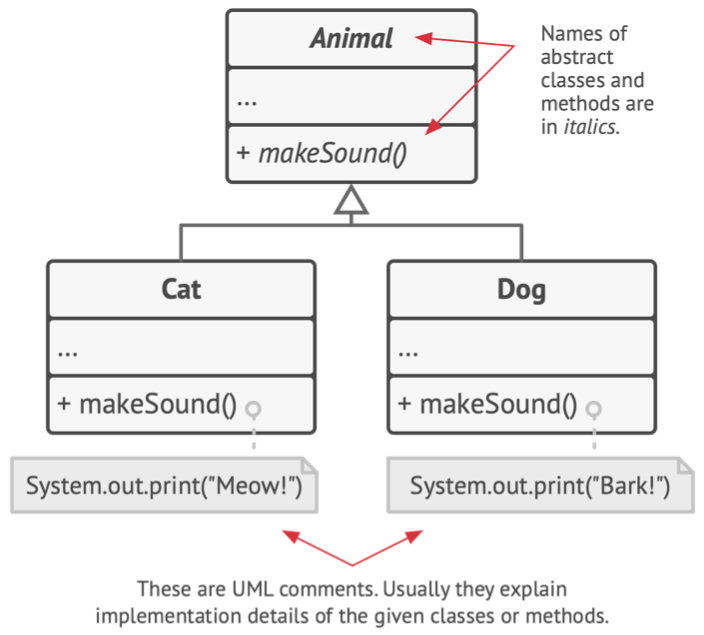 Animal
Names of
abstract
classes and
methods are
in italics.
...
+ makeSound()
Cat
Dog
...
...
+ makeSound()
+ makeSound()
System.out.print("Meow!")
System.out.print("Bark!")
These are UML comments. Usually they explain
implementation details of the given classes or methods.